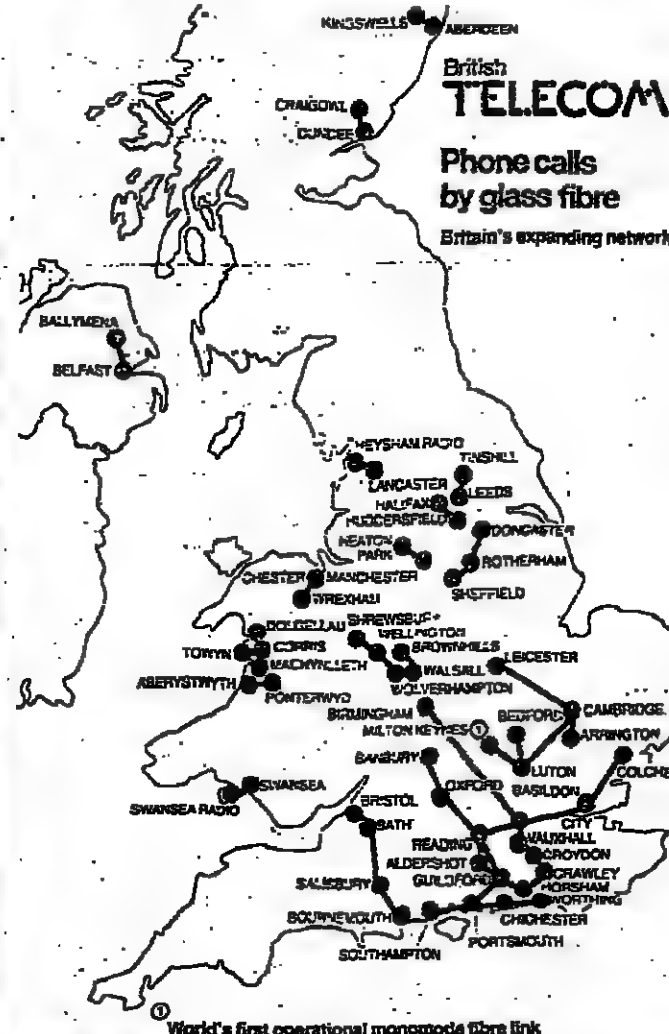 KINGSWELLS
ABERDEEN
British
TELECOM
CRAIGOWL
DUNDEE
Phone calls
by glass fibre
Britain's expanding network
BALLYMENA
BELFAST
HEYSHAM RADIO
TINSHILL
LANCASTER
LEEDS
HALIFAX
HUDDERSFIELD
DONCASTER
HEATON
PARK
ROTHERHAM
CHESTER
MANCHESTER
SHEFFIELD
WREXHAM
DOLGELLAU
SHREWSBURY
WELLINGTON
TOWYN
CORRIS
BROWNHILLS
LEICESTER
MACHYNLLETH
WALSALL
ABERYSTWYTH
PONTERWYD
WOLVERHAMPTON
BIRMINGHAM
BEDFORD
CAMBRIDGE
MILTON KEYNES ①
ARRINGTON
BANBURY
LUTON
COLCHES
SWANSEA
OXFORD
BASILDON
SWANSEA RADIO
BRISTOL
CITY
BATH
READING
VAUXHALL
ALDERSHOT
CROYDON
SALISBURY
GUILDFORD
CRAWLEY
HORSHAM
BOURNEMOUTH
WORTHING
CHICHESTER
SOUTHAMPTON
PORTSMOUTH
①
World's first operational monomode fibre link